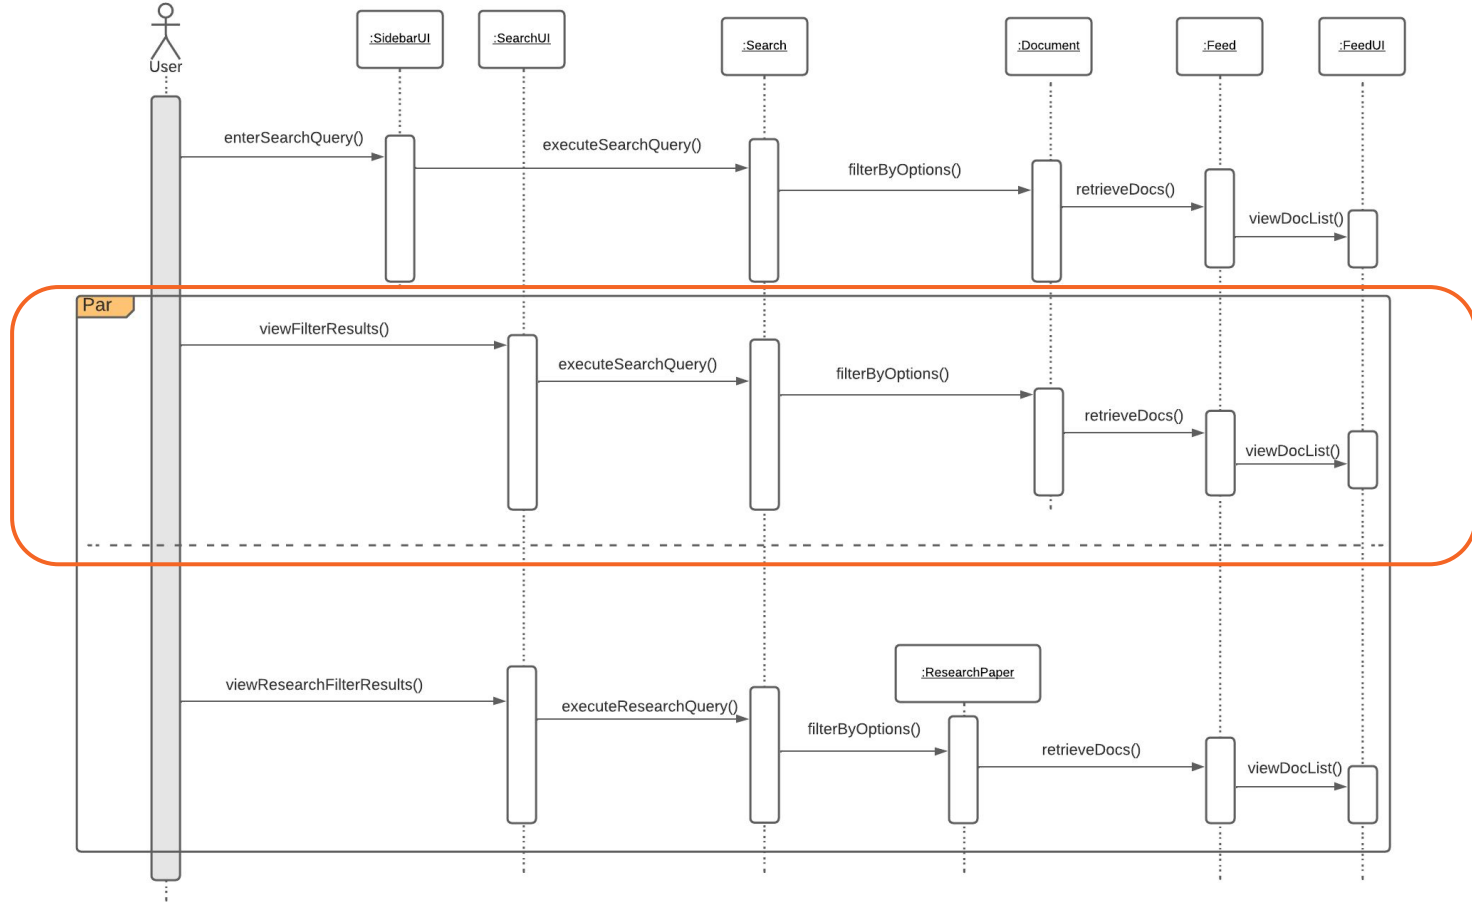 User
:SidebarUI
:SearchUI
:Search
:Document
:Feed
:FeedUI
enterSearchQuery()
executeSearchQuery()
filterByOptions()
retrieveDocs()
viewDocList()
Par
viewFilterResults()
executeSearchQuery()
filterByOptions()
retrieveDocs()
viewDocList()
:ResearchPaper
viewResearchFilterResults()
executeResearchQuery()
filterByOptions()
retrieveDocs()
viewDocList()